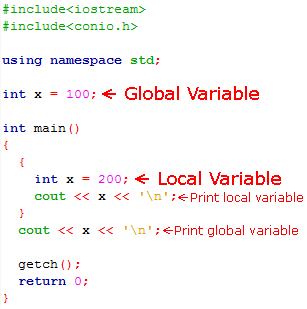 #include<iostream>
#include<conio.h>
using namespace std;
int x = 100; ← Global Variable
int main()
{
{
int x = 200; ← Local Variable
cout << x << '\n'; ←Print local variable
}
cout << x << '\n'; ←Print global variable
getch();
return 0;
}